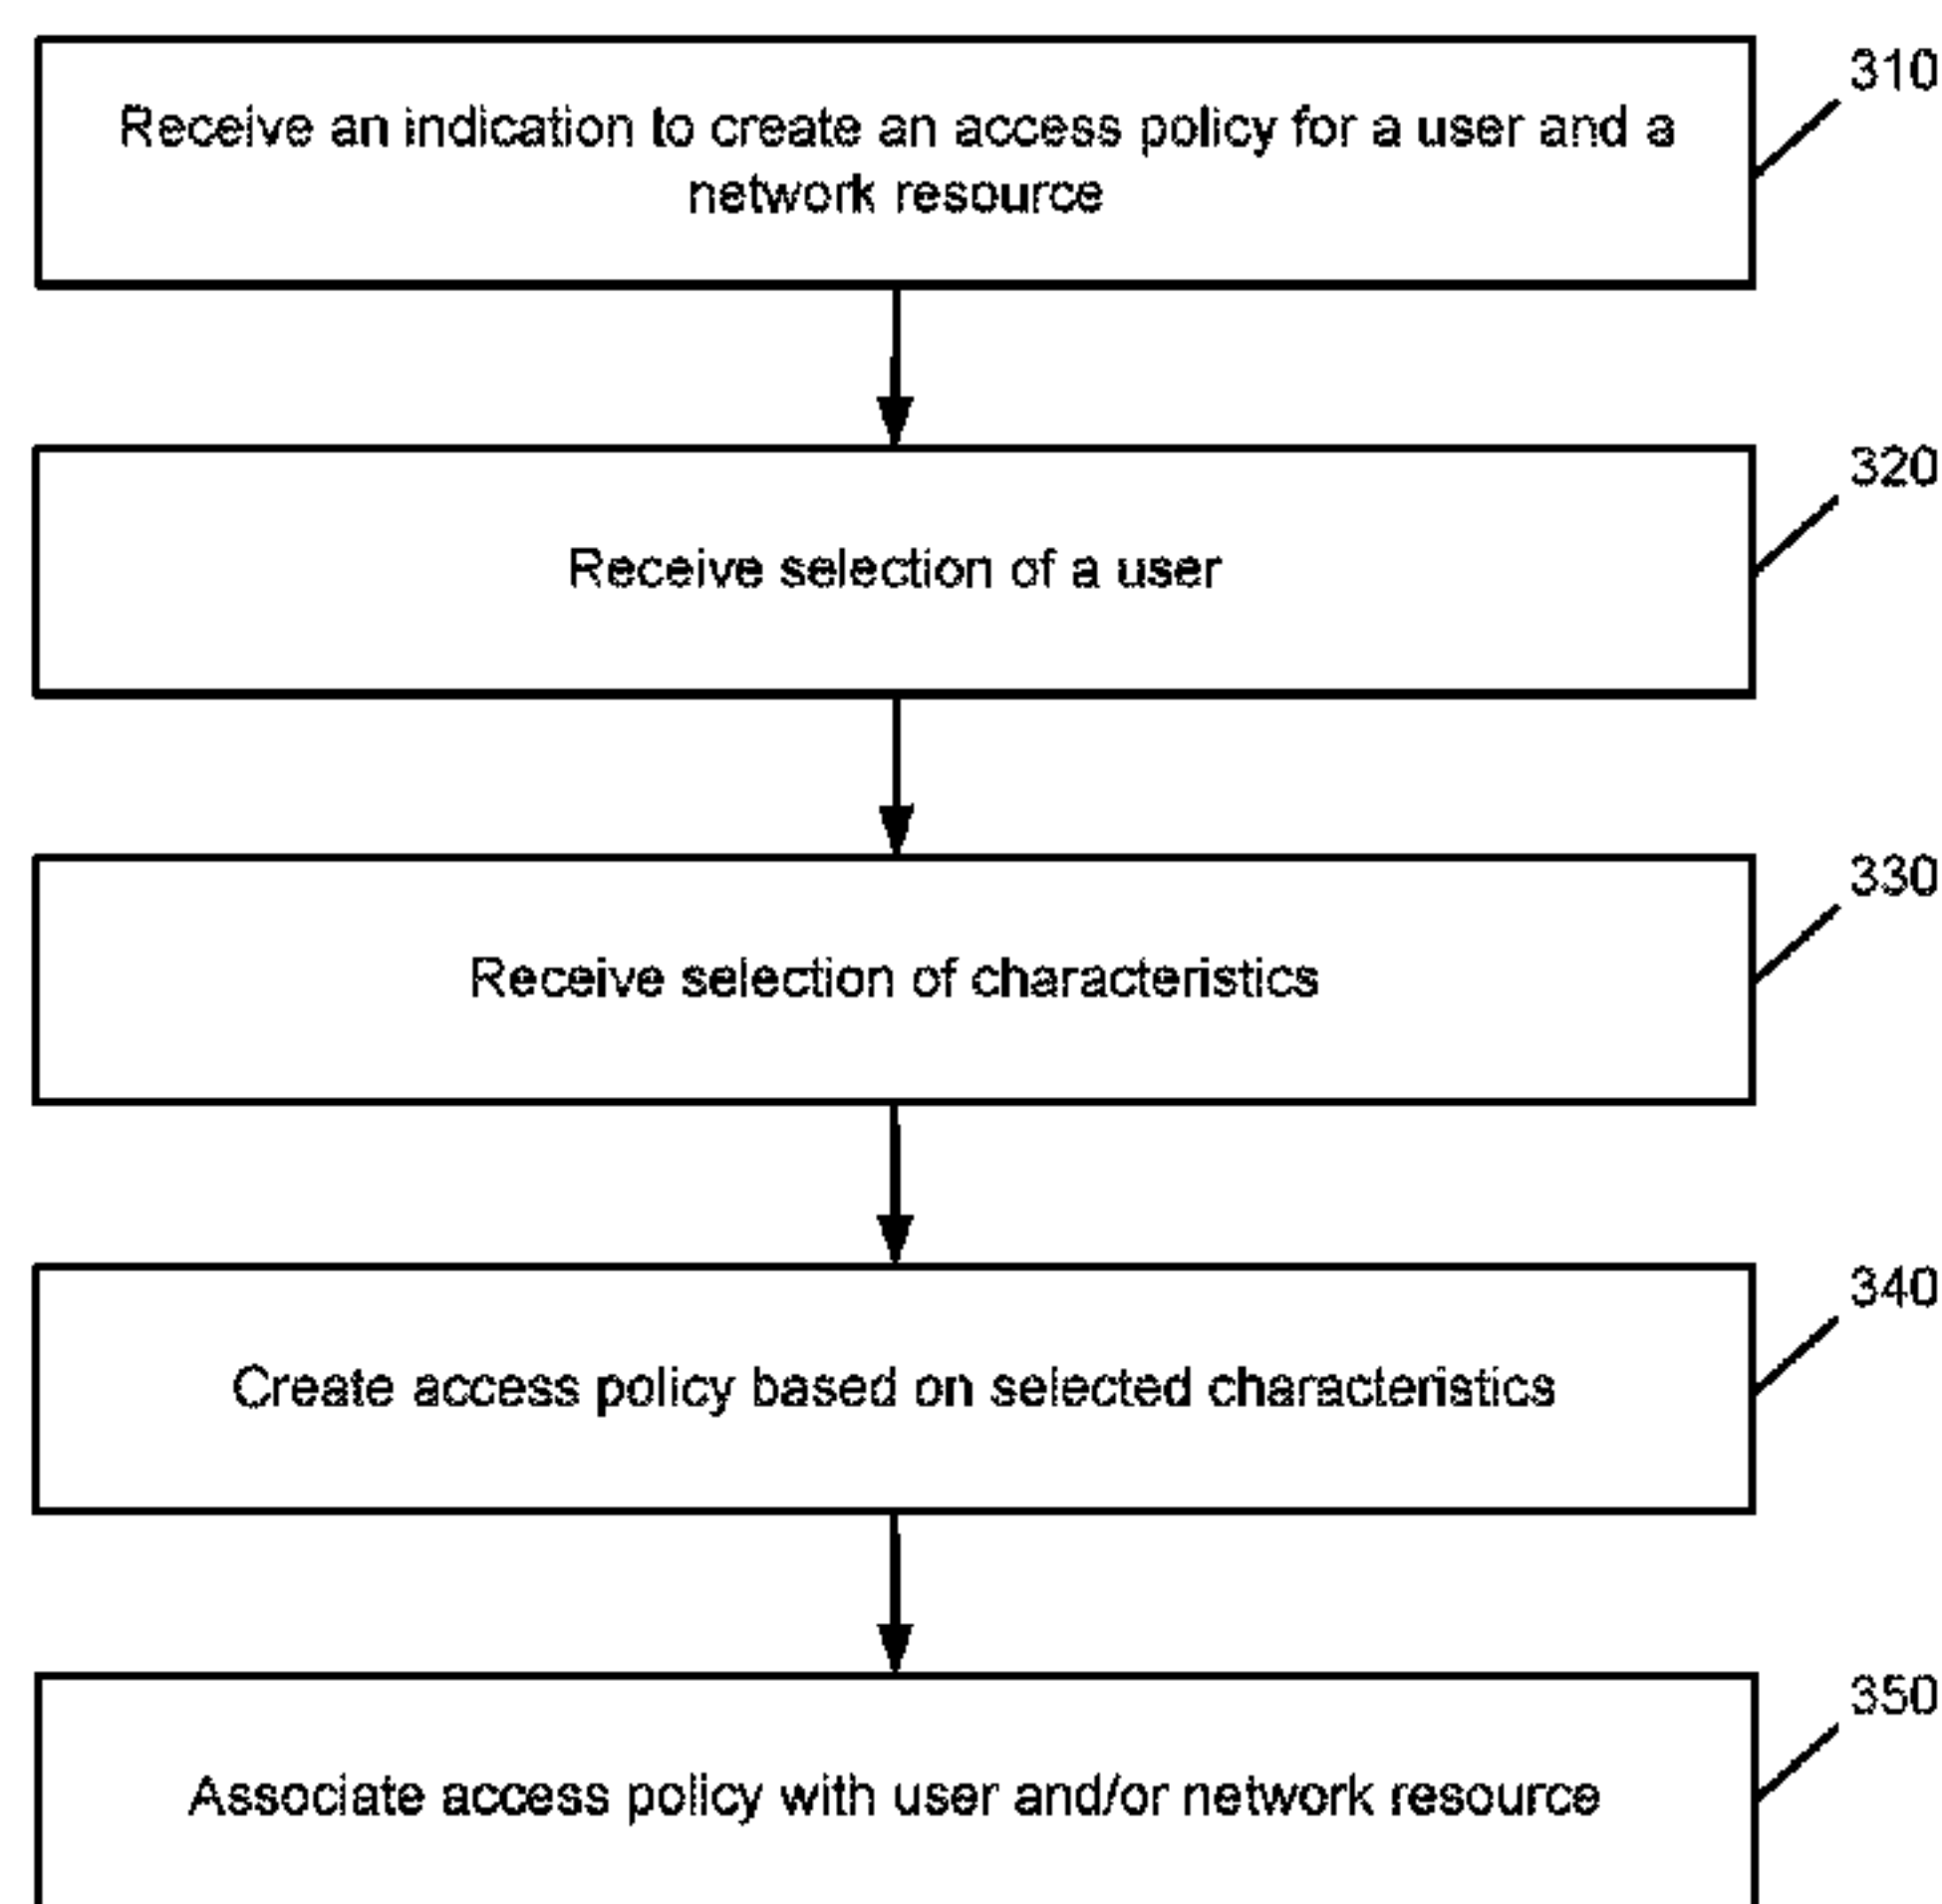 310
Receive an indication to create an access policy for a user and a
network resource
320
Receive selection of a user
330
Receive selection of characteristics
340
Create access policy based on selected characteristics
350
Associate access policy with user and/or network resource